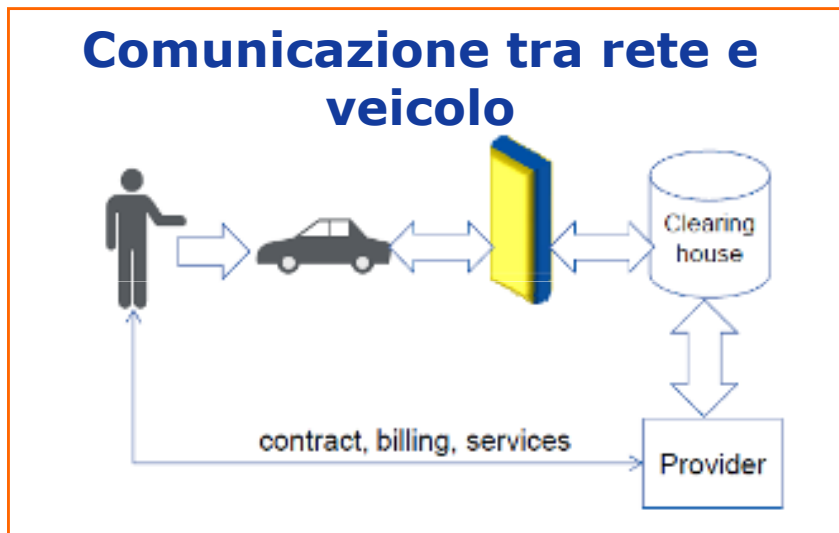 Comunicazione tra rete e
veicolo
Clearing
house
contract, billing, services
Provider